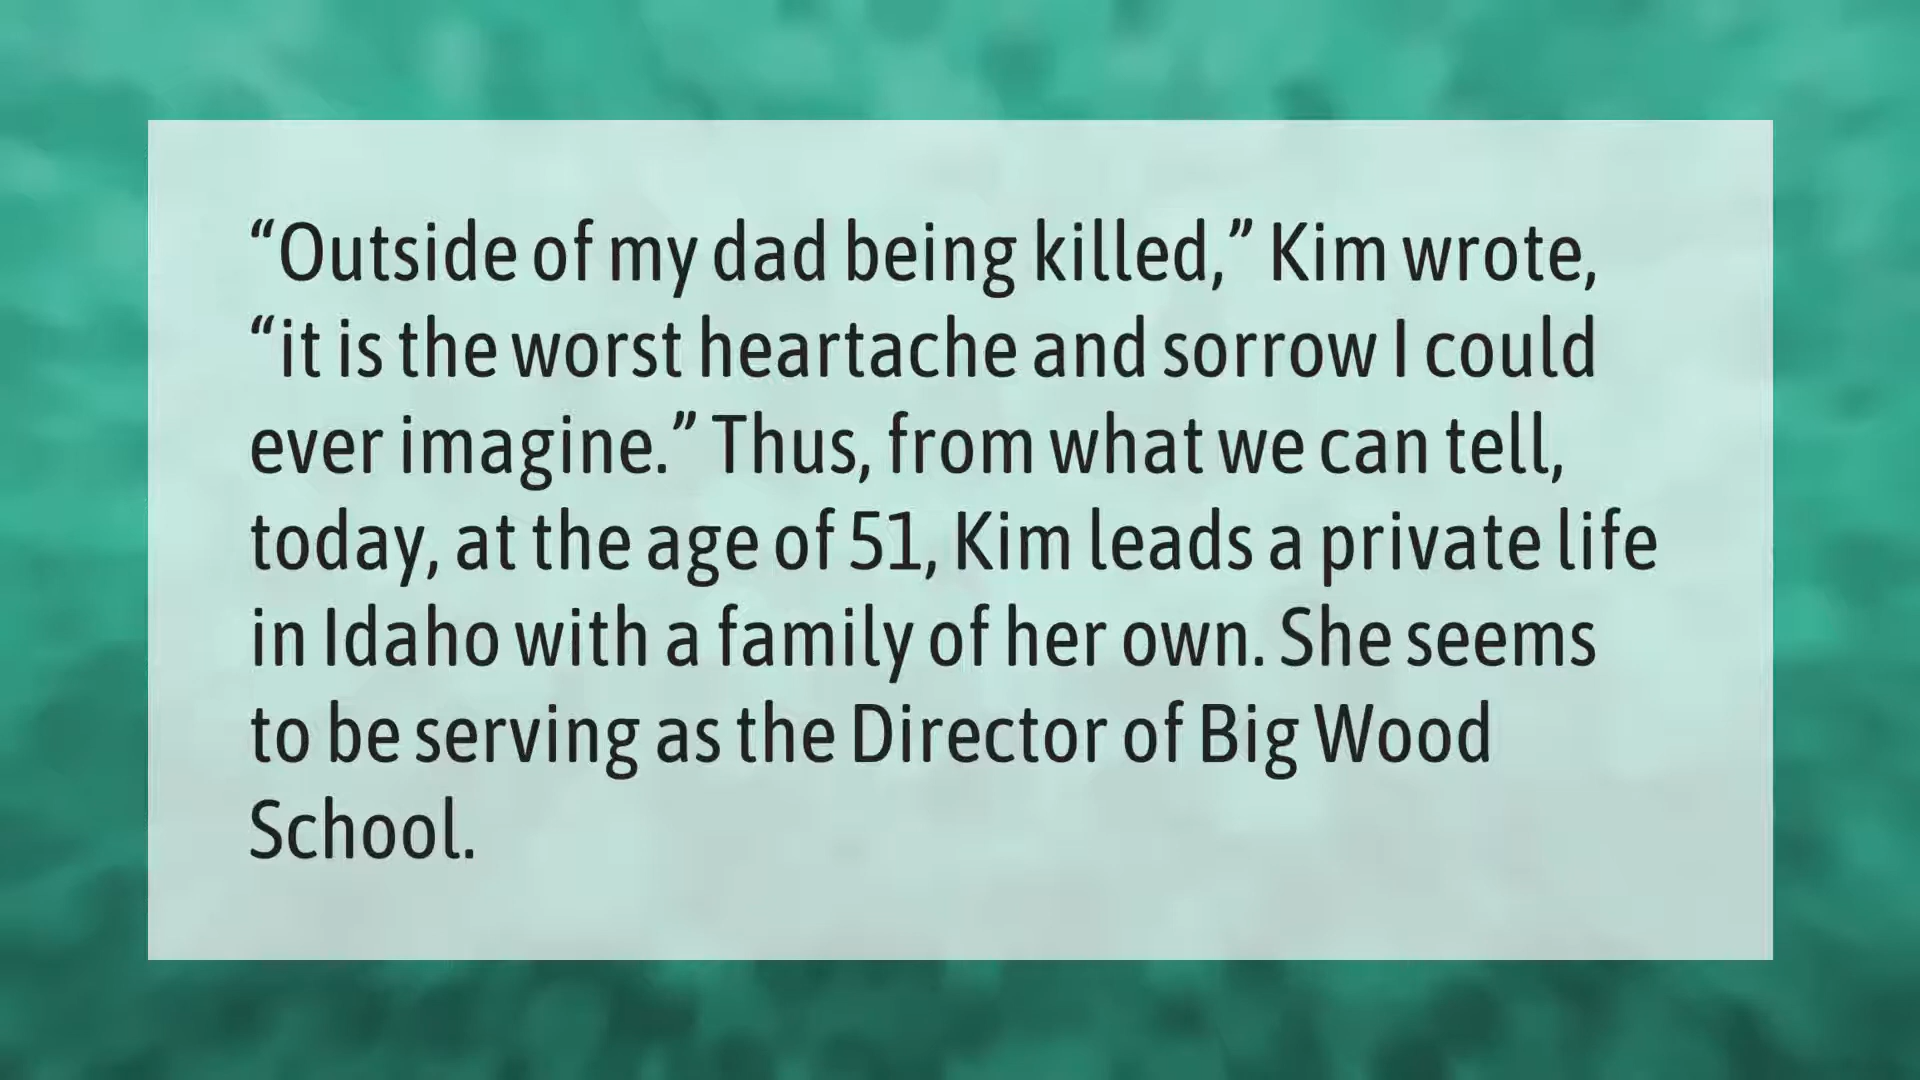 “Outside of my dad being killed,” Kim wrote,
“it is the worst heartache and sorrow I could
ever imagine.” Thus, from what we can tell,
today, at the age of 51, Kim leads a private life
in Idaho with a family of her own. She seems
to be serving as the Director of Big Wood
School.